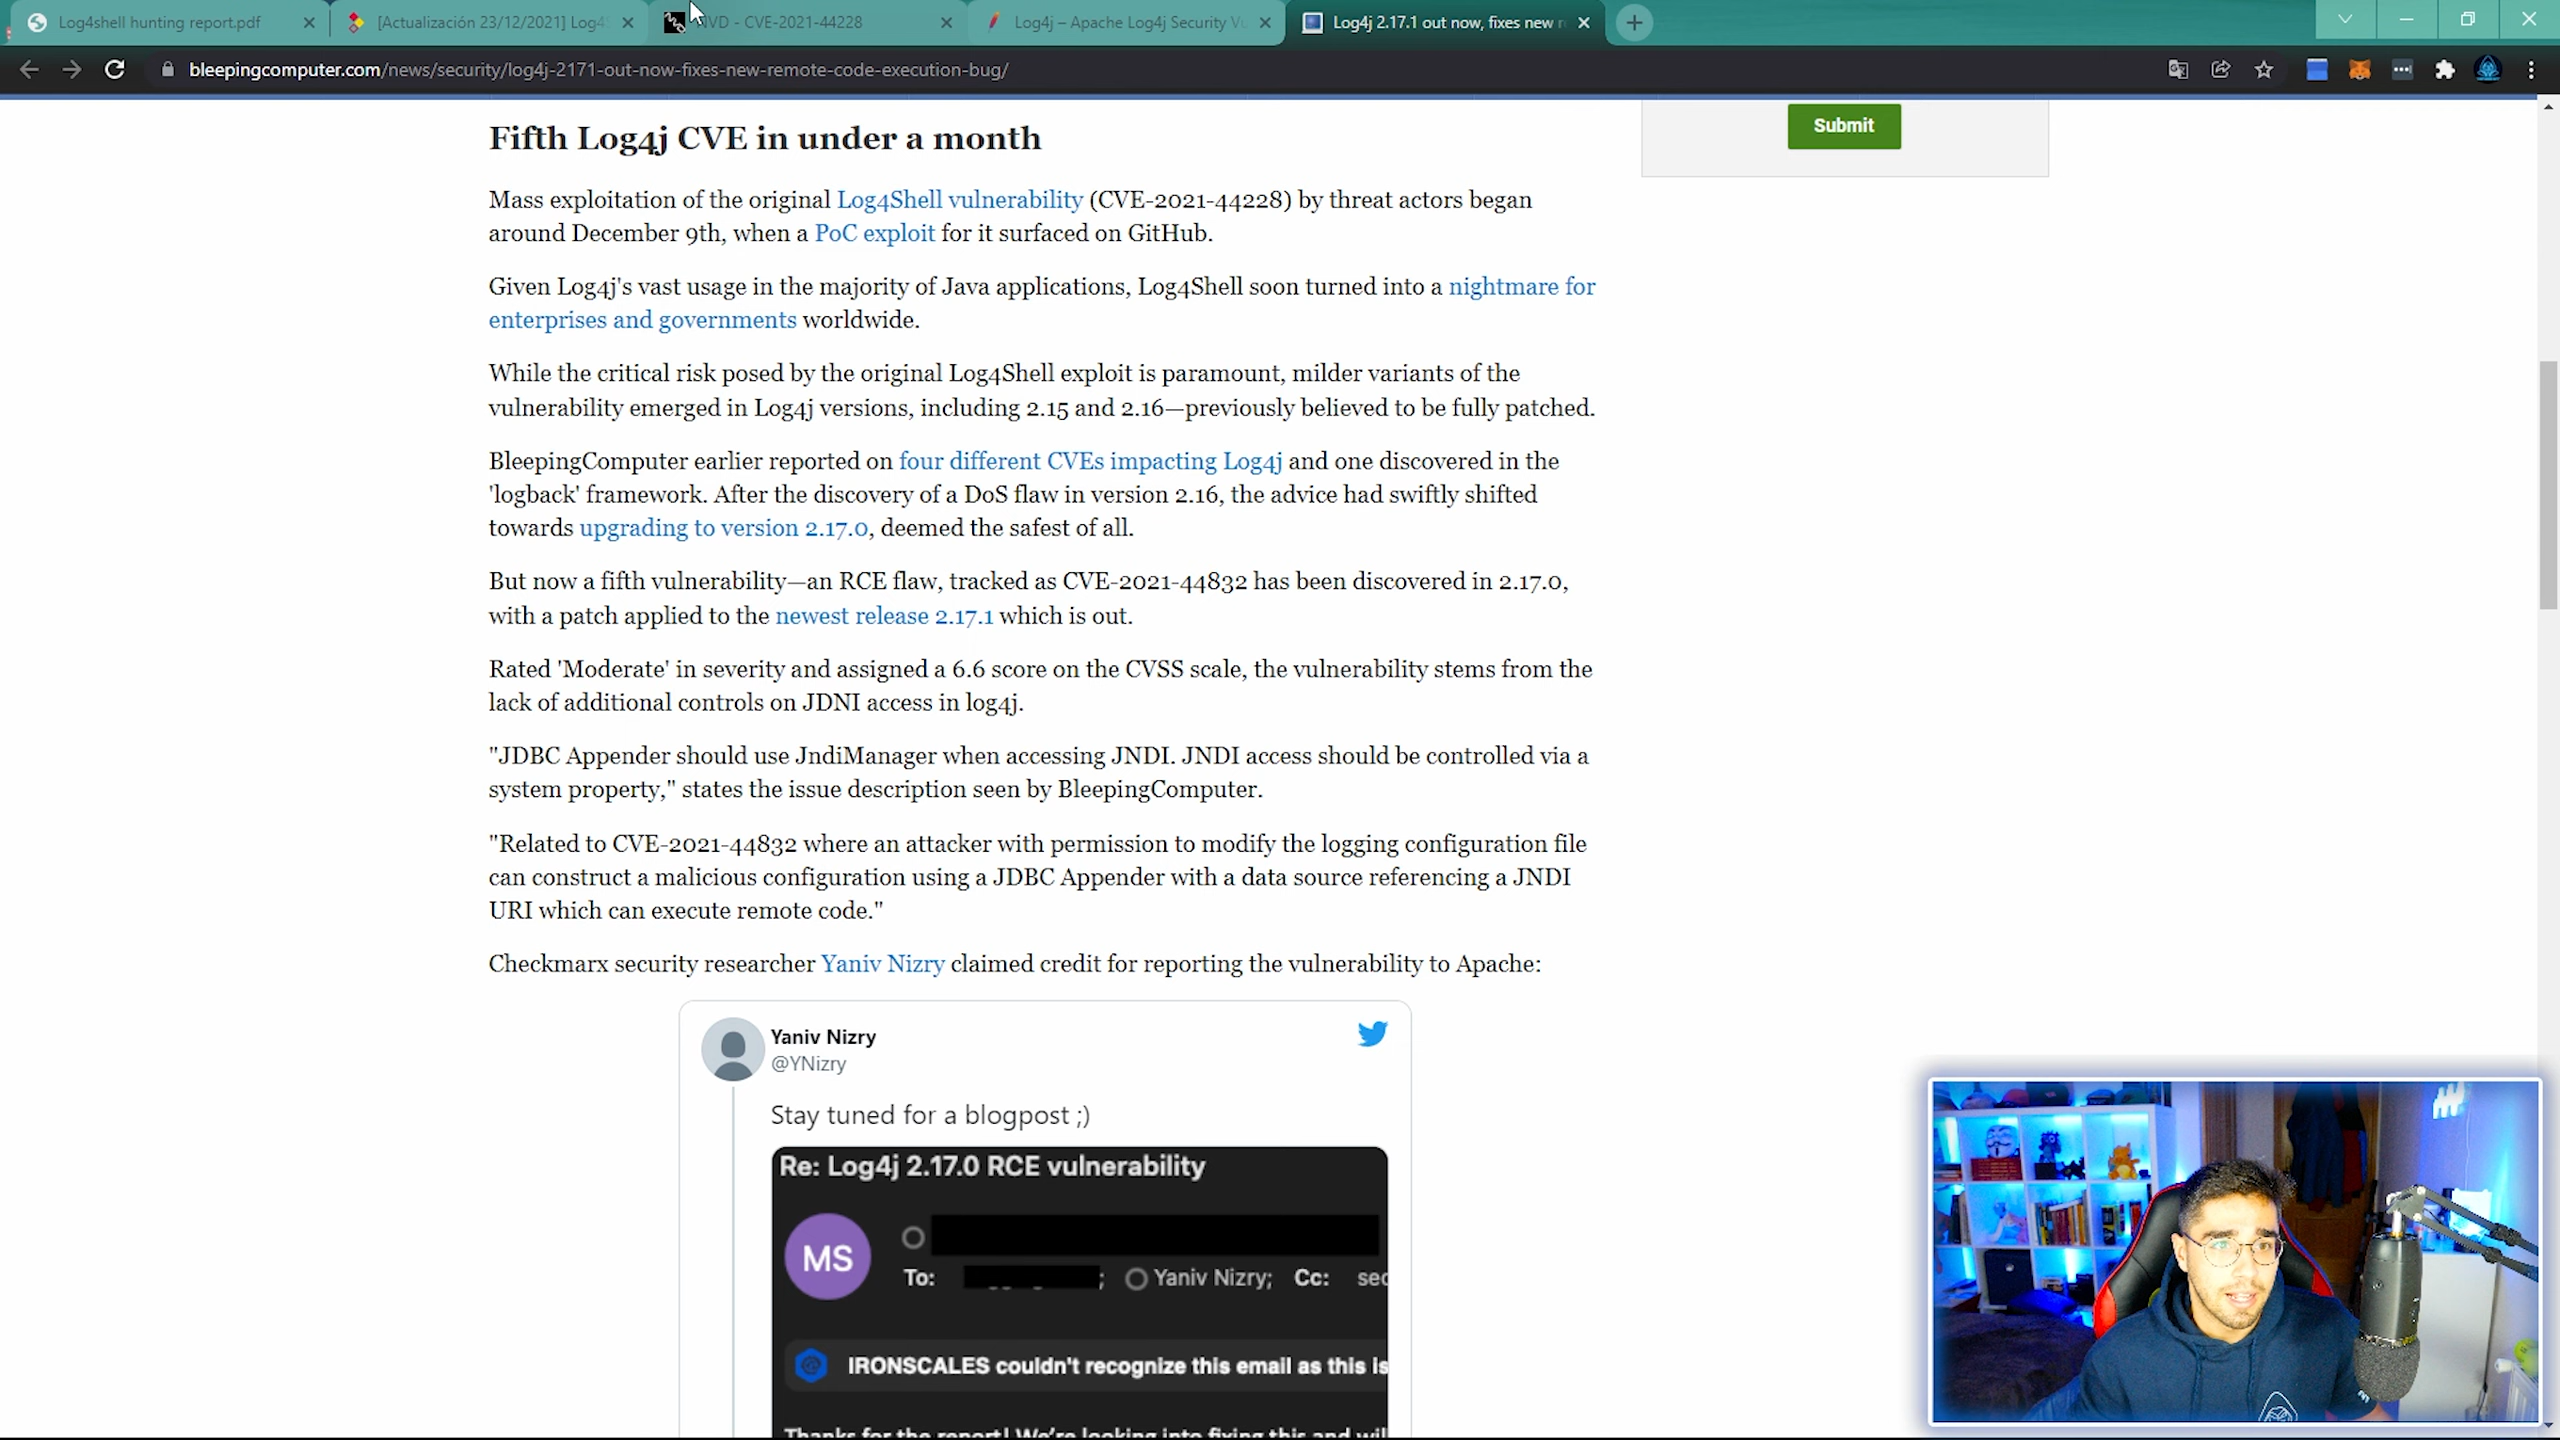 Log4shell hunting report.pdf
[Actualización 23/12/2021] Log4S
VD - CVE-2021-44228
Log4j – Apache Log4j Security Vu
Log4j 2.17.1 out now, fixes new r
bleepingcomputer.com/news/security/log4j-2171-out-now-fixes-new-remote-code-execution-bug/
Submit
Fifth Log4j CVE in under a month
Mass exploitation of the original Log4Shell vulnerability (CVE-2021-44228) by threat actors began
around December 9th, when a PoC exploit for it surfaced on GitHub.
Given Log4j's vast usage in the majority of Java applications, Log4Shell soon turned into a nightmare for
enterprises and governments worldwide.
While the critical risk posed by the original Log4Shell exploit is paramount, milder variants of the
vulnerability emerged in Log4j versions, including 2.15 and 2.16—previously believed to be fully patched.
BleepingComputer earlier reported on four different CVEs impacting Log4j and one discovered in the
'logback' framework. After the discovery of a DoS flaw in version 2.16, the advice had swiftly shifted
towards upgrading to version 2.17.0, deemed the safest of all.
But now a fifth vulnerability—an RCE flaw, tracked as CVE-2021-44832 has been discovered in 2.17.0,
with a patch applied to the newest release 2.17.1 which is out.
Rated 'Moderate' in severity and assigned a 6.6 score on the CVSS scale, the vulnerability stems from the
lack of additional controls on JDNI access in log4j.
"JDBC Appender should use JndiManager when accessing JNDI. JNDI access should be controlled via a
system property," states the issue description seen by BleepingComputer.
"Related to CVE-2021-44832 where an attacker with permission to modify the logging configuration file
can construct a malicious configuration using a JDBC Appender with a data source referencing a JNDI
URI which can execute remote code."
Checkmarx security researcher Yaniv Nizry claimed credit for reporting the vulnerability to Apache:
Yaniv Nizry
@YNizry
Stay tuned for a blogpost ;)
Re: Log4j 2.17.0 RCE vulnerability
MS
To: ; Yaniv Nizry; Cc: sec
IRONSCALES couldn't recognize this email as this is
Thanks for the report! We're looking into fixing this and will